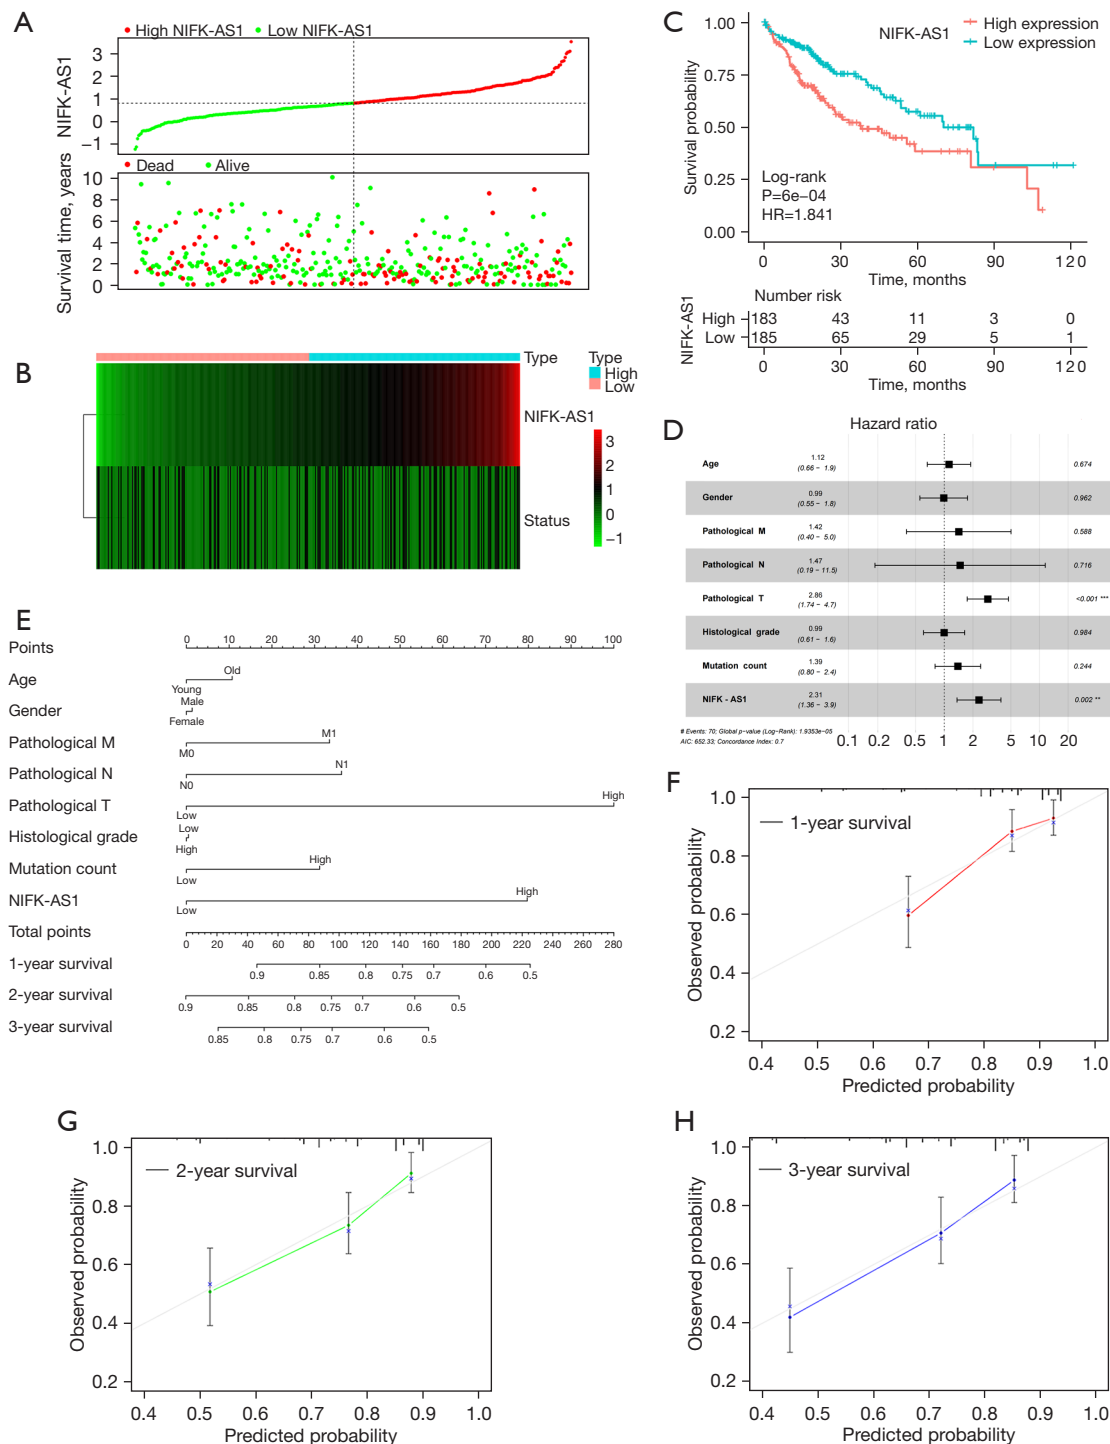 A
High NIFK-AS1 Low NIFK-AS1
NIFK-AS1
3
2
1
0
−1
Dead Alive
Survival time, years
10
8
6
4
2
0
B
Type
NIFK-AS1
Status
Type
High
Low
3
2
1
0
−1
C
NIFK-AS1
High expression
Low expression
Survival probability
1.00
0.75
0.50
0.25
0.00
Log-rank
P=6e−04
HR=1.841
0 30 60 90 120
Time, months
Number risk
NIFK-AS1
High 183 43 11 3 0
Low 185 65 29 5 1
0 30 60 90 120
Time, months
D
Hazard ratio
Age 1.12 (0.66 − 1.9) 0.674
Gender 0.99 (0.55 − 1.8) 0.962
Pathological M 1.42 (0.40 − 5.0) 0.588
Pathological N 1.47 (0.19 − 11.5) 0.716
Pathological T 2.86 (1.74 − 4.7) <0.001 ***
Histological grade 0.99 (0.61 − 1.6) 0.984
Mutation count 1.39 (0.80 − 2.4) 0.244
NIFK - AS1 2.31 (1.36 − 3.9) 0.002 **
# Events: 70; Global p-value (Log-Rank): 1.9353e−05
AIC: 652.33; Concordance Index: 0.7
0.1 0.2 0.5 1 2 5 10 20
E
Points 0 10 20 30 40 50 60 70 80 90 100
Age Young Old
Gender Female Male
Pathological M M0 M1
Pathological N N0 N1
Pathological T Low High
Histological grade High Low
Mutation count Low High
NIFK-AS1 Low High
Total points 0 20 40 60 80 100 120 140 160 180 200 220 240 260 280
1-year survival 0.9 0.85 0.8 0.75 0.7 0.6 0.5
2-year survival 0.9 0.85 0.8 0.75 0.7 0.6 0.5
3-year survival 0.85 0.8 0.75 0.7 0.6 0.5
F
1-year survival
Observed probability
1.0
0.8
0.6
0.4
0.2
0.4 0.5 0.6 0.7 0.8 0.9 1.0
Predicted probability
G
2-year survival
Observed probability
1.0
0.8
0.6
0.4
0.2
0.4 0.5 0.6 0.7 0.8 0.9 1.0
Predicted probability
H
3-year survival
Observed probability
1.0
0.8
0.6
0.4
0.2
0.4 0.5 0.6 0.7 0.8 0.9 1.0
Predicted probability